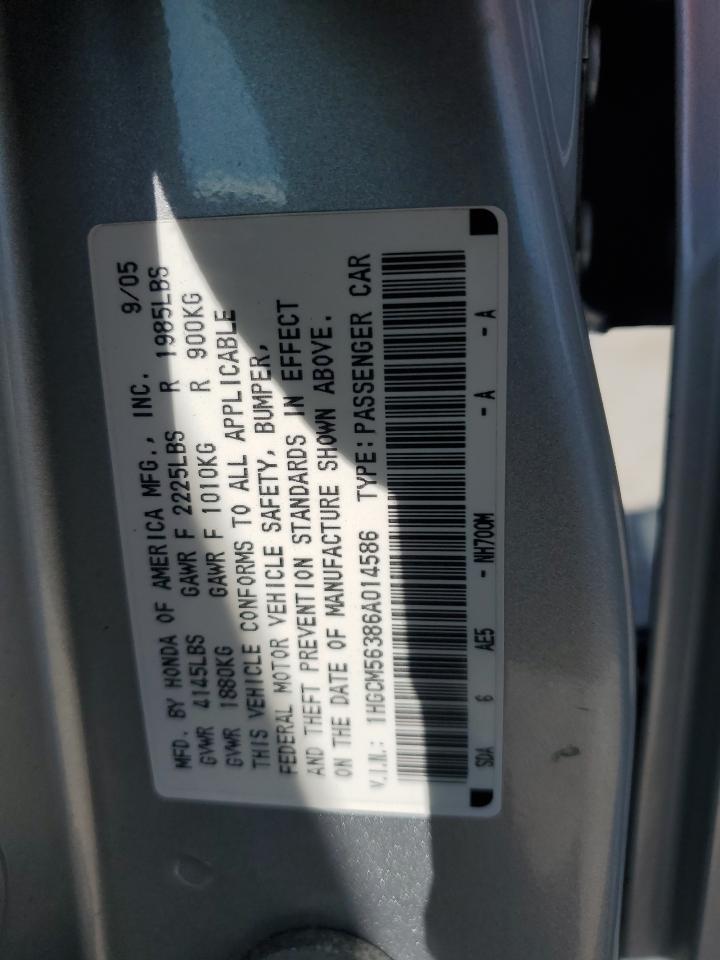 MFD. BY HONDA OF AMERICA MFG., INC. 9/05
GVWR 4145LBS GAWR F 2225LBS R 1985LBS
GVWR 1880KG GAWR F 1010KG R 900KG
THIS VEHICLE CONFORMS TO ALL APPLICABLE
FEDERAL MOTOR VEHICLE SAFETY, BUMPER,
AND THEFT PREVENTION STANDARDS IN EFFECT
ON THE DATE OF MANUFACTURE SHOWN ABOVE.
V.I.N.: 1HGCM56386A014586 TYPE: PASSENGER CAR
SDA 6 AE5 - NH700M - A - A